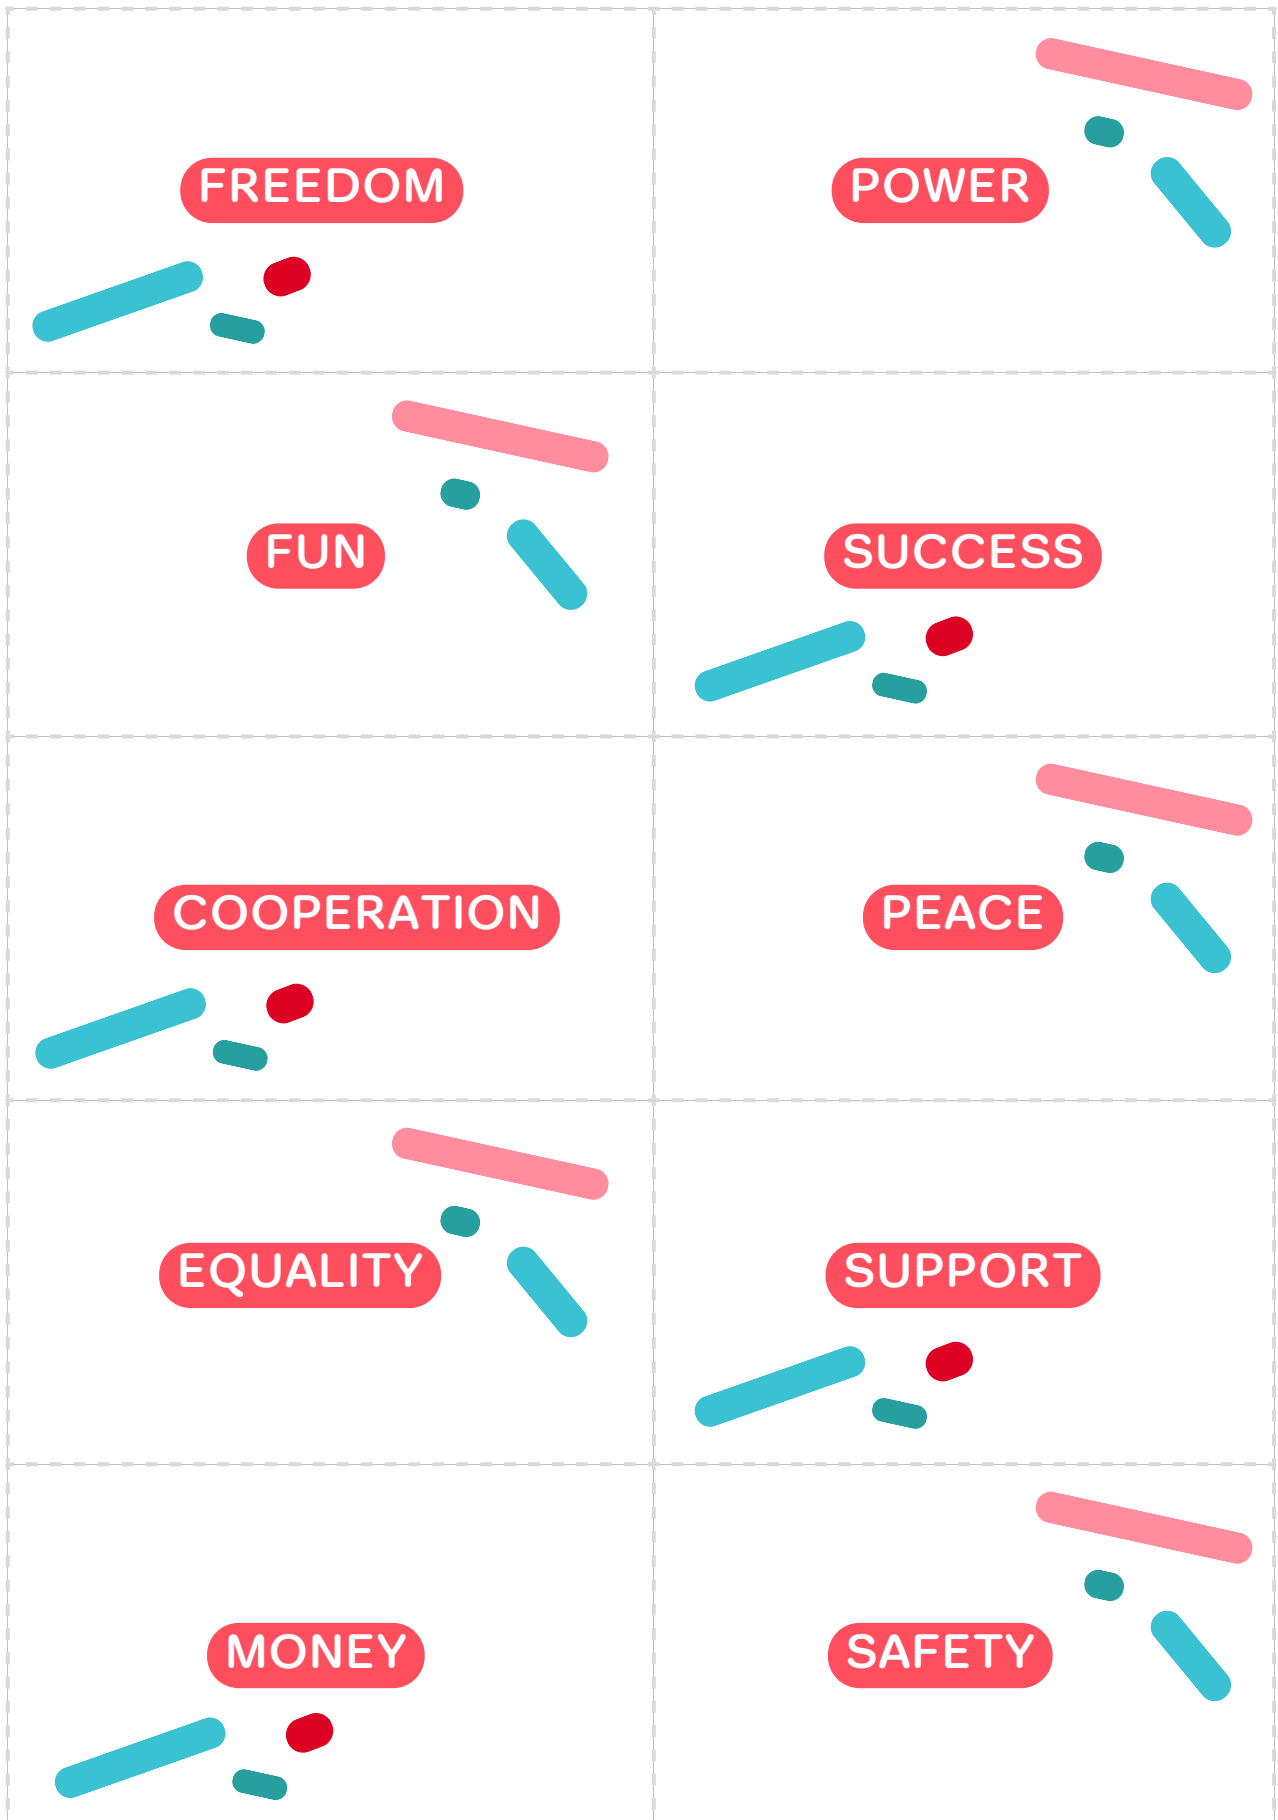 FREEDOM
POWER
FUN
SUCCESS
COOPERATION
PEACE
EQUALITY
SUPPORT
MONEY
SAFETY